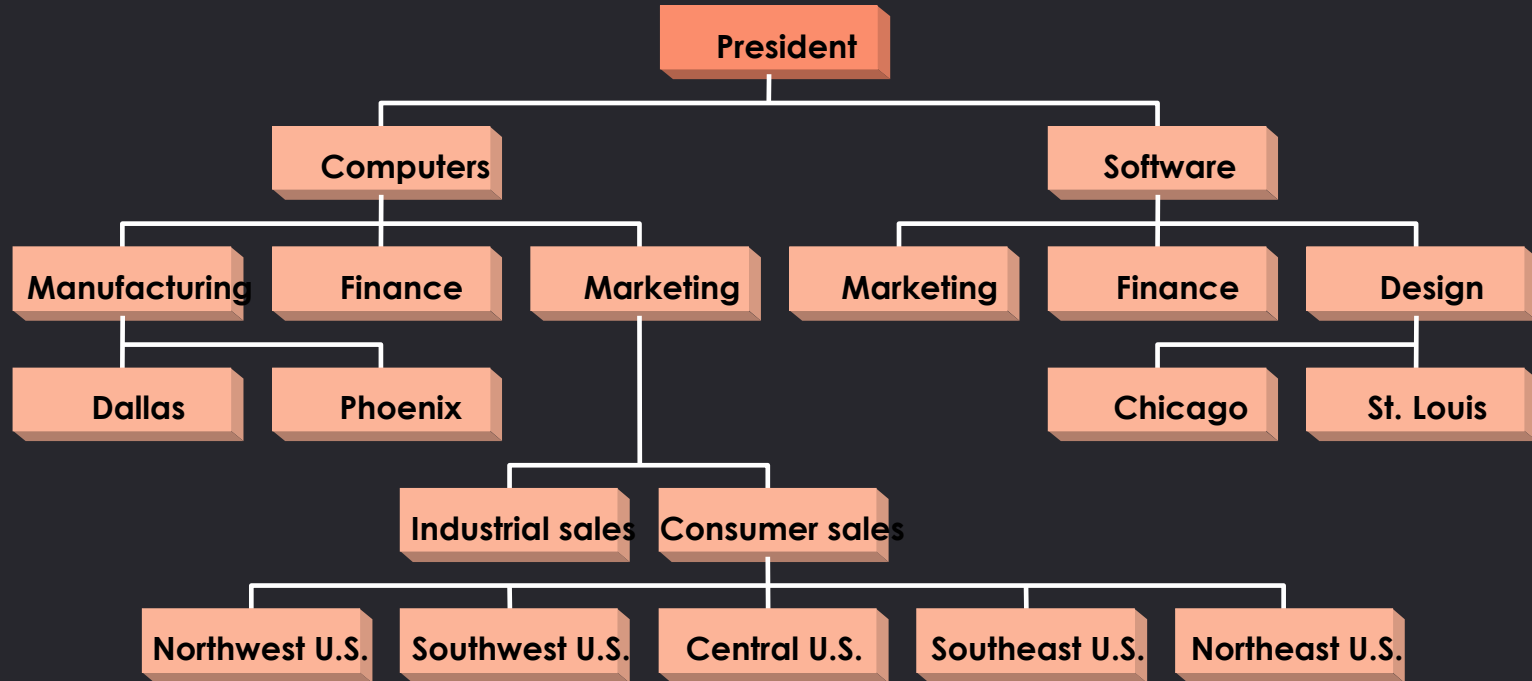 President
Computers
Software
Manufacturing
Finance
Marketing
Marketing
Finance
Design
Dallas
Phoenix
Chicago
St. Louis
Industrial sales
Consumer sales
Northwest U.S.
Southwest U.S.
Central U.S.
Southeast U.S.
Northeast U.S.